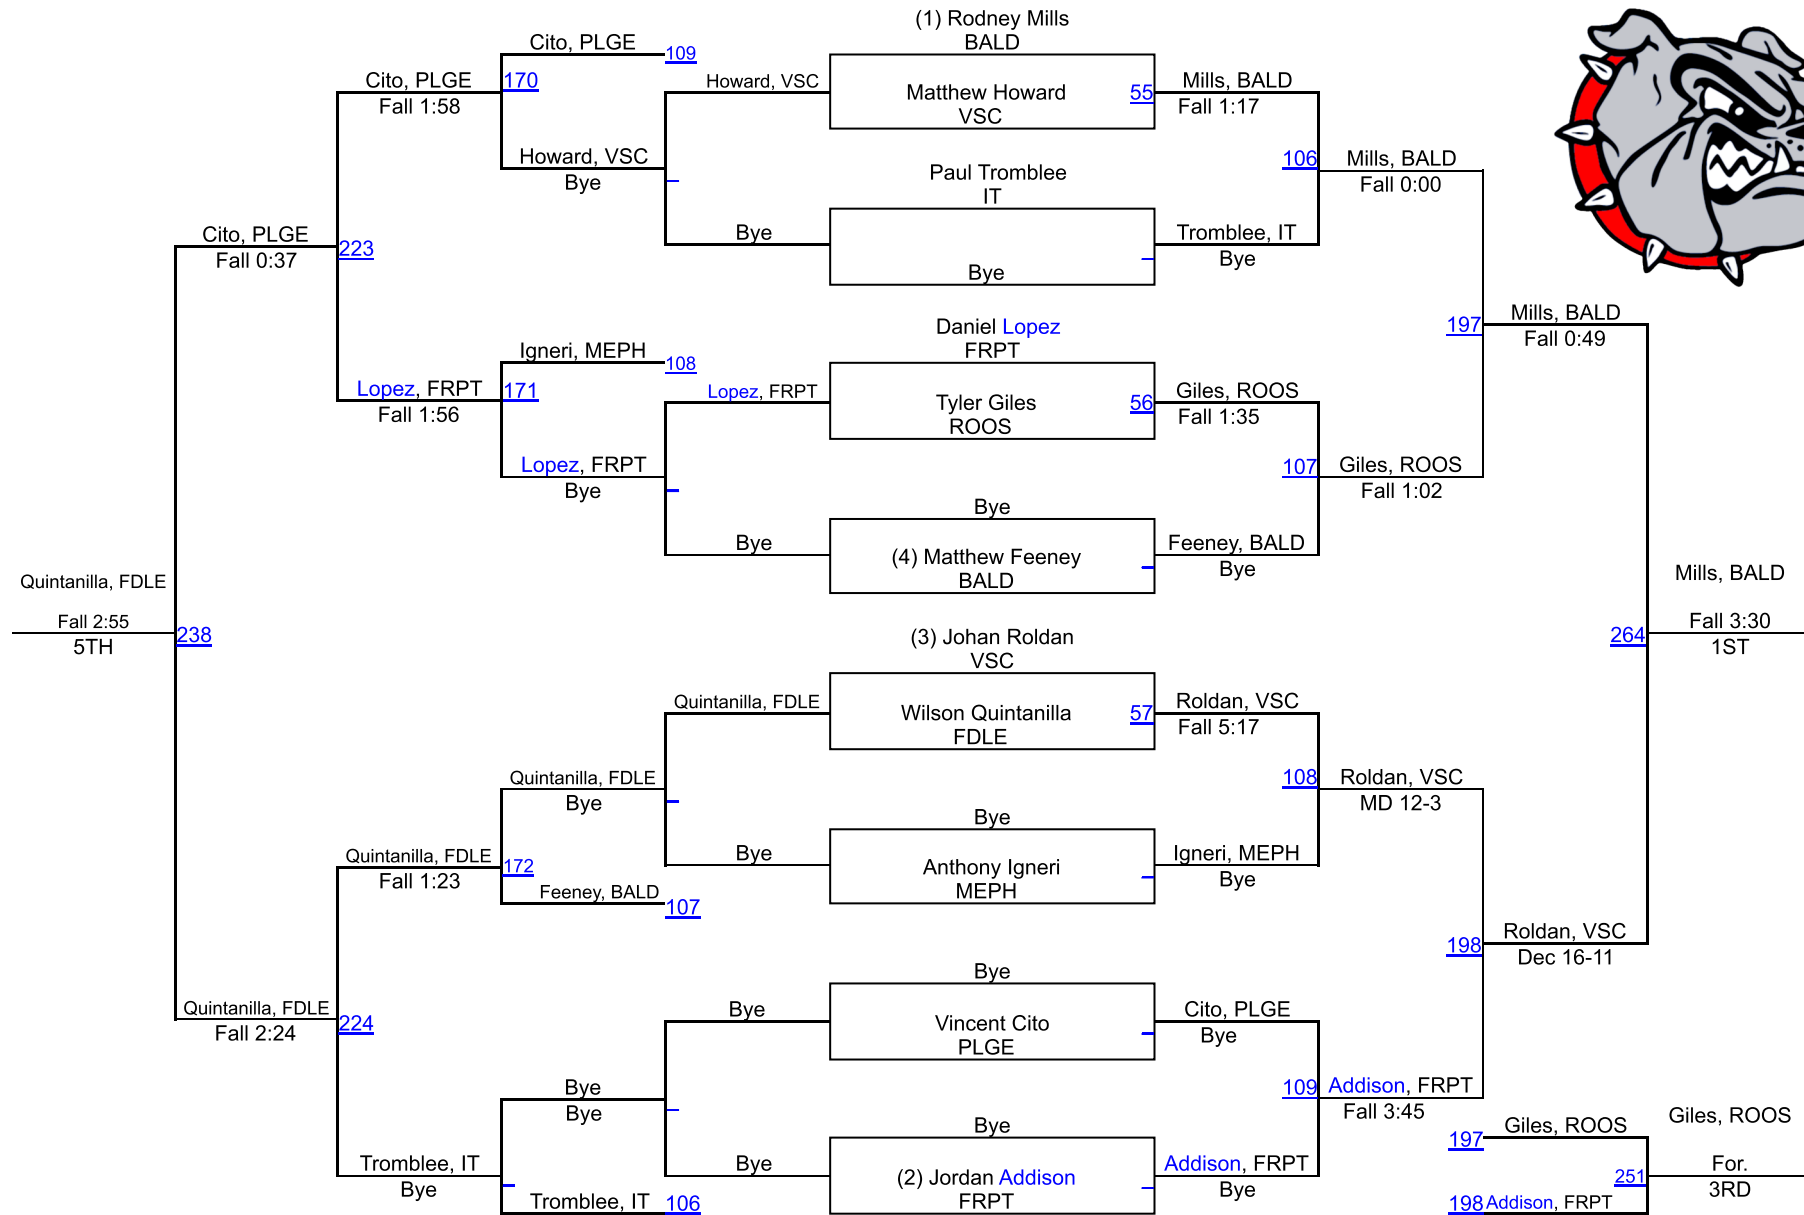 (1) Rodney Mills
BALD
Cito, PLGE
109
Cito, PLGE
170
Howard, VSC
Matthew Howard
55
Mills, BALD
Fall 1:58
VSC
Fall 1:17
Howard, VSC
106
Mills, BALD
Bye
Paul Tromblee
Fall 0:00
IT
Cito, PLGE
223
Bye
Tromblee, IT
Fall 0:37
Bye
Bye
Daniel Lopez
197
Mills, BALD
Igneri, MEPH
108
FRPT
Fall 0:49
Lopez, FRPT
171
Lopez, FRPT
Tyler Giles
56
Giles, ROOS
Fall 1:56
ROOS
Fall 1:35
Lopez, FRPT
107
Giles, ROOS
Bye
Fall 1:02
Bye
Bye
(4) Matthew Feeney
Feeney, BALD
BALD
Bye
Quintanilla, FDLE
Mills, BALD
Fall 2:55
238
264
Fall 3:30
5TH
1ST
(3) Johan Roldan
VSC
Quintanilla, FDLE
Wilson Quintanilla
57
Roldan, VSC
FDLE
Fall 5:17
Quintanilla, FDLE
108
Roldan, VSC
Bye
MD 12-3
Bye
Quintanilla, FDLE
172
Bye
Anthony Igneri
Igneri, MEPH
Fall 1:23
MEPH
Bye
Feeney, BALD
107
198
Roldan, VSC
Dec 16-11
Bye
Quintanilla, FDLE
224
Bye
Vincent Cito
Cito, PLGE
Fall 2:24
PLGE
Bye
Bye
109
Addison, FRPT
Bye
Fall 3:45
Bye
197
Giles, ROOS
Giles, ROOS
Tromblee, IT
Bye
(2) Jordan Addison
Addison, FRPT
251
For.
Bye
FRPT
Bye
3RD
Tromblee, IT
106
198
Addison, FRPT